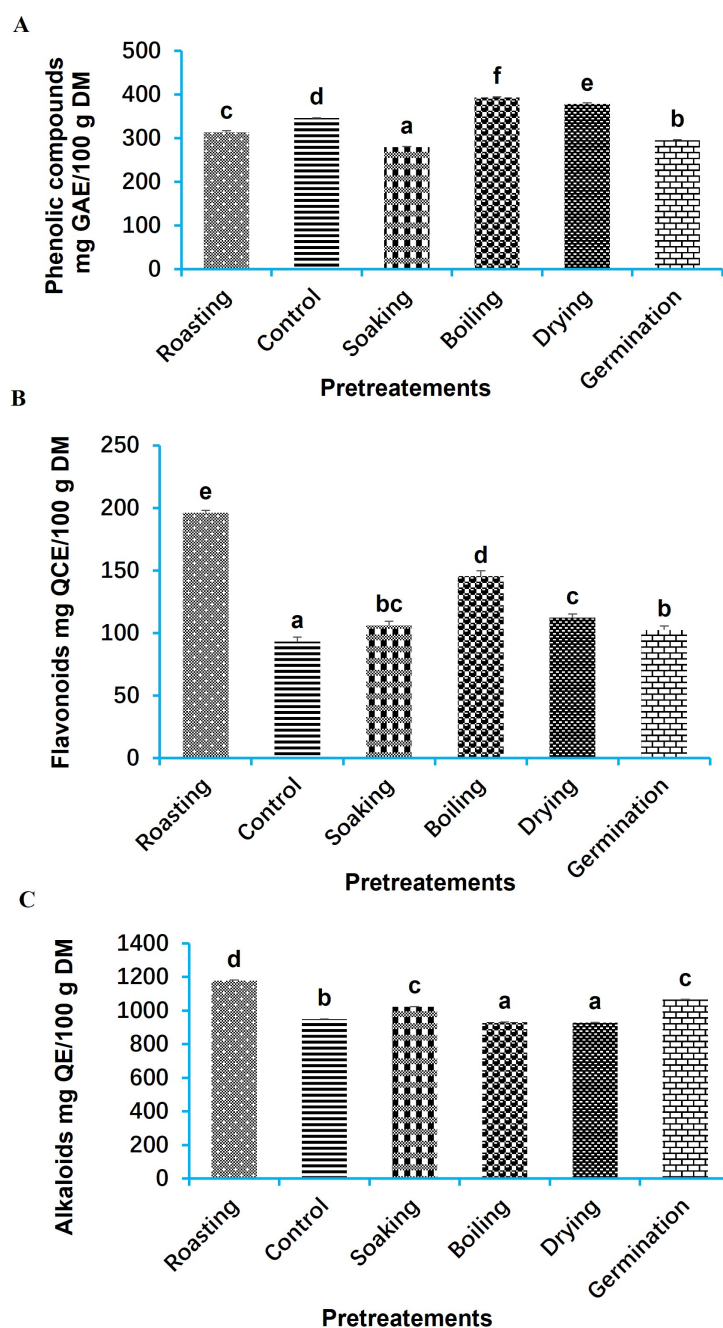 A
Phenolic compounds
mg GAE/100 g DM
500
400
300
200
100
0
c
d
a
f
e
b
Roasting
Control
Soaking
Boiling
Drying
Germination
Pretreatements
B
Flavonoids mg QCE/100 g DM
250
200
150
100
50
0
e
a
bc
d
c
b
Roasting
Control
Soaking
Boiling
Drying
Germination
Pretreatements
C
Alkaloids mg QE/100 g DM
1400
1200
1000
800
600
400
200
0
d
b
c
a
a
c
Roasting
Control
Soaking
Boiling
Drying
Germination
Pretreatements